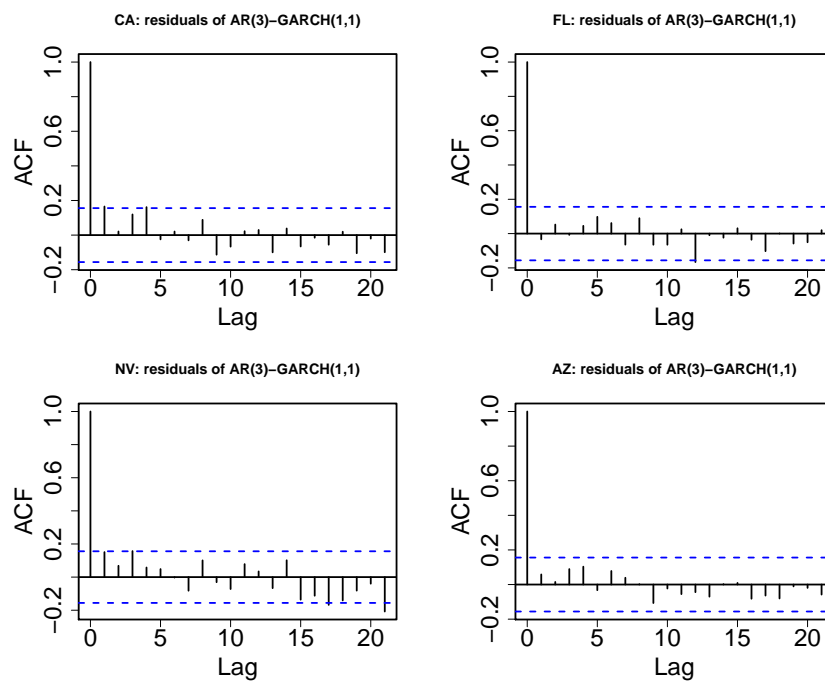 CA: residuals of AR(3)−GARCH(1,1)
ACF
1.0
0.6
0.2
−0.2
0 5 10 15 20
Lag
FL: residuals of AR(3)−GARCH(1,1)
ACF
1.0
0.6
0.2
−0.2
0 5 10 15 20
Lag
NV: residuals of AR(3)−GARCH(1,1)
ACF
1.0
0.6
0.2
−0.2
0 5 10 15 20
Lag
AZ: residuals of AR(3)−GARCH(1,1)
ACF
1.0
0.6
0.2
−0.2
0 5 10 15 20
Lag